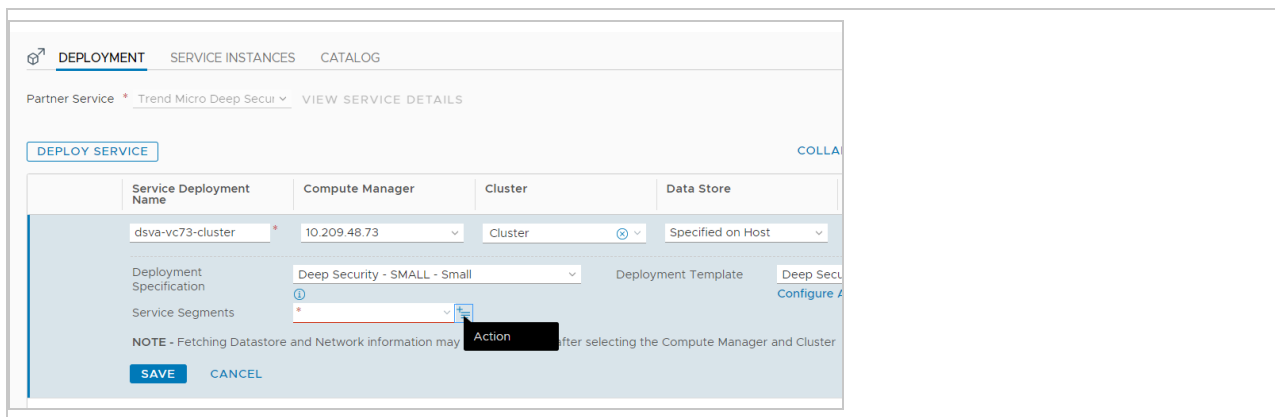 DEPLOYMENT SERVICE INSTANCES CATALOG
Partner Service * Trend Micro Deep Secur VIEW SERVICE DETAILS
DEPLOY SERVICE COLLA
Service Deployment Name Compute Manager Cluster Data Store
dsva-vc73-cluster * 10.209.48.73 Cluster Specified on Host
Deployment Specification Deep Security - SMALL - Small Deployment Template Deep Secu
Configure A
Service Segments *
Action
NOTE - Fetching Datastore and Network information may after selecting the Compute Manager and Cluster
SAVE CANCEL